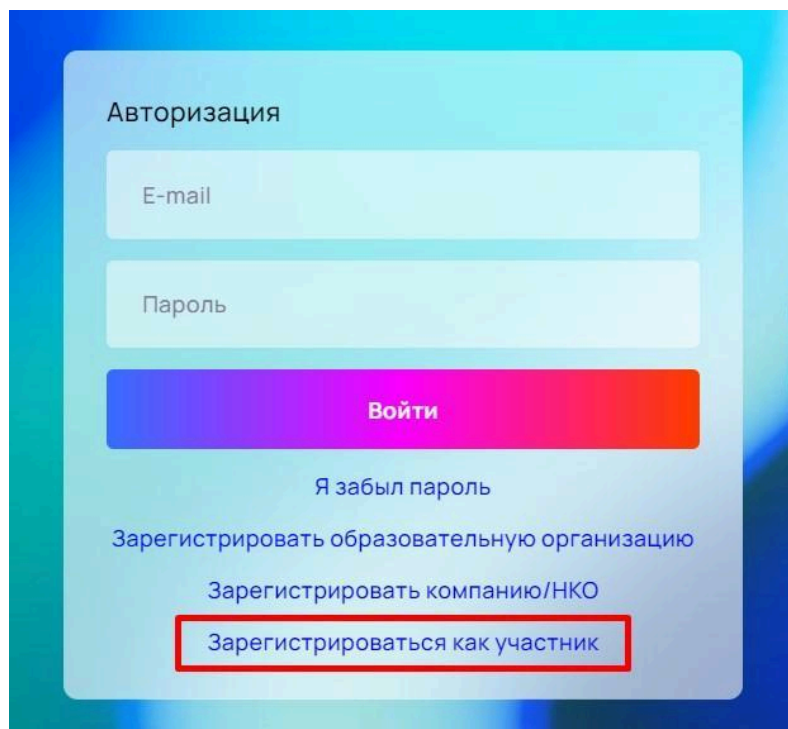 Авторизация
E-mail
Пароль
Войти
Я забыл пароль
Зарегистрировать образовательную организацию
Зарегистрировать компанию/НКО
Зарегистрироваться как участник